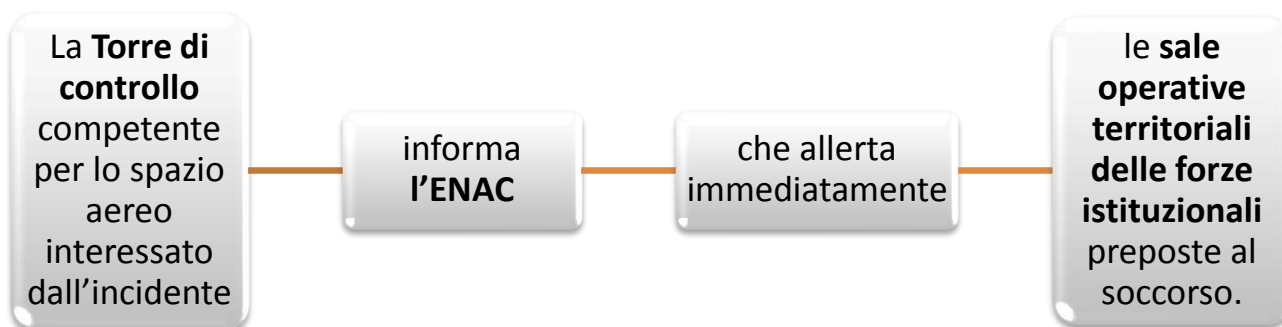 La Torre di
controllo
competente
per lo spazio
aereo
interessato
dall'incidente
informa
l'ENAC
che allerta
immediatamente
le sale
operative
territoriali
delle forze
istituzionali
preposte al
soccorso.